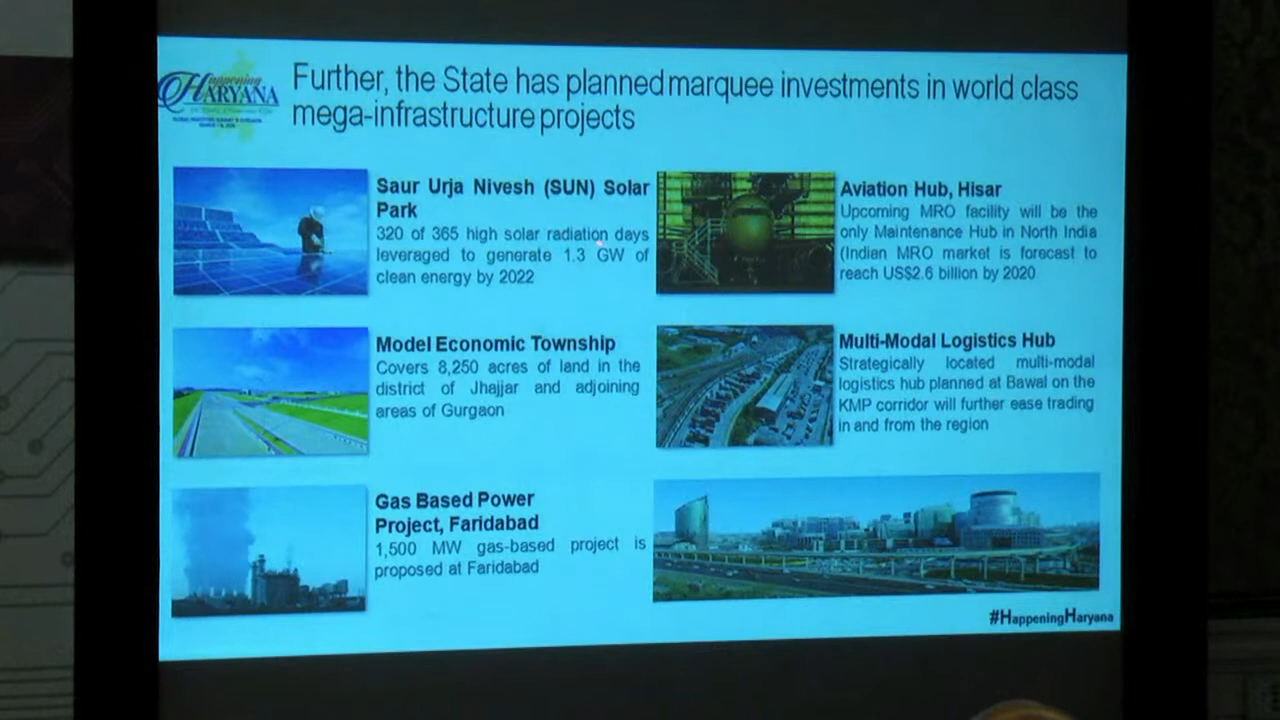 Happening
HARYANA
Further, the State has planned marquee investments in world class
mega-infrastructure projects
Saur Urja Nivesh (SUN) Solar
Park
320 of 365 high solar radiation days
leveraged to generate 1.3 GW of
clean energy by 2022
Aviation Hub, Hisar
Upcoming MRO facility will be the
only Maintenance Hub in North India
(Indian MRO market is forecast to
reach US$2.6 billion by 2020
Model Economic Township
Covers 8,250 acres of land in the
district of Jhajjar and adjoining
areas of Gurgaon
Multi-Modal Logistics Hub
Strategically located multi-modal
logistics hub planned at Bawal on the
KMP corridor will further ease trading
in and from the region
Gas Based Power
Project, Faridabad
1,500 MW gas-based project is
proposed at Faridabad
#HappeningHaryana